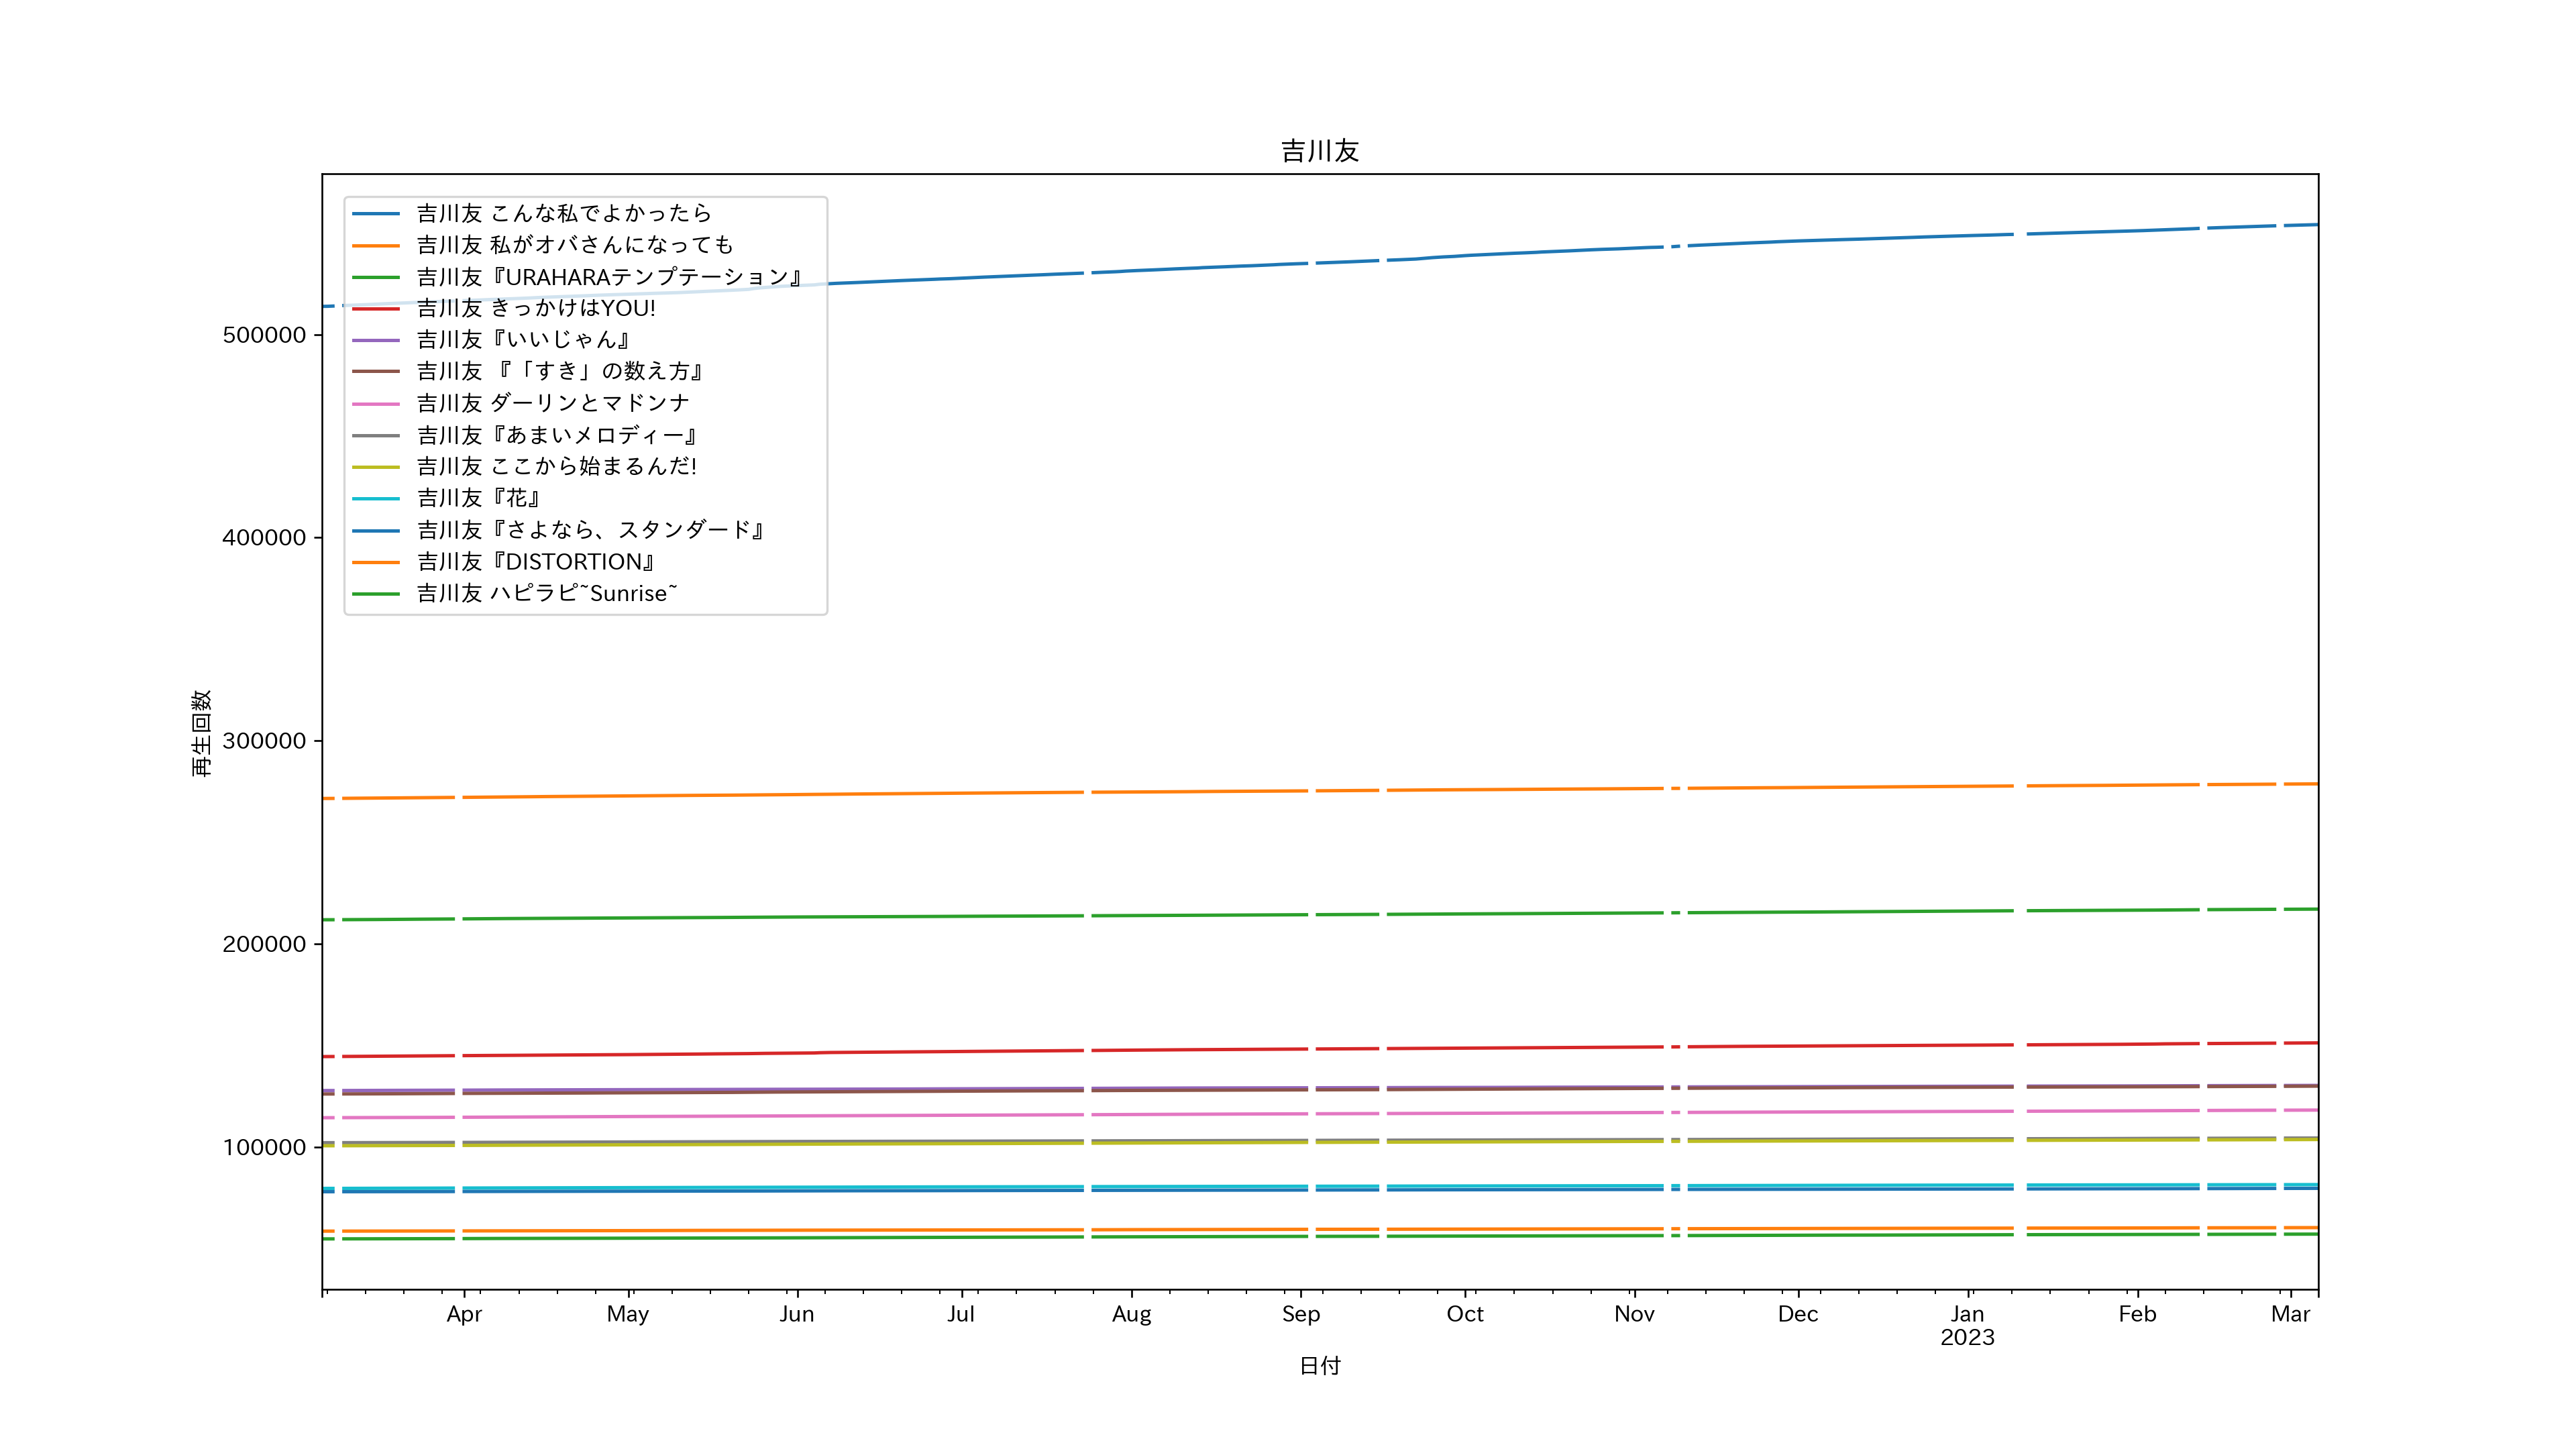 吉川友
吉川友 こんな私でよかったら
吉川友 私がオバさんになっても
吉川友『URAHARAテンプテーション』
吉川友 きっかけはYOU!
吉川友『いいじゃん』
吉川友 『「すき」の数え方』
吉川友 ダーリンとマドンナ
吉川友『あまいメロディー』
吉川友 ここから始まるんだ!
吉川友『花』
吉川友『さよなら、スタンダード』
吉川友『DISTORTION』
吉川友 ハピラピ~Sunrise~
再生回数
500000
400000
300000
200000
100000
Apr May Jun Jul Aug Sep Oct Nov Dec Jan Feb Mar
2023
日付